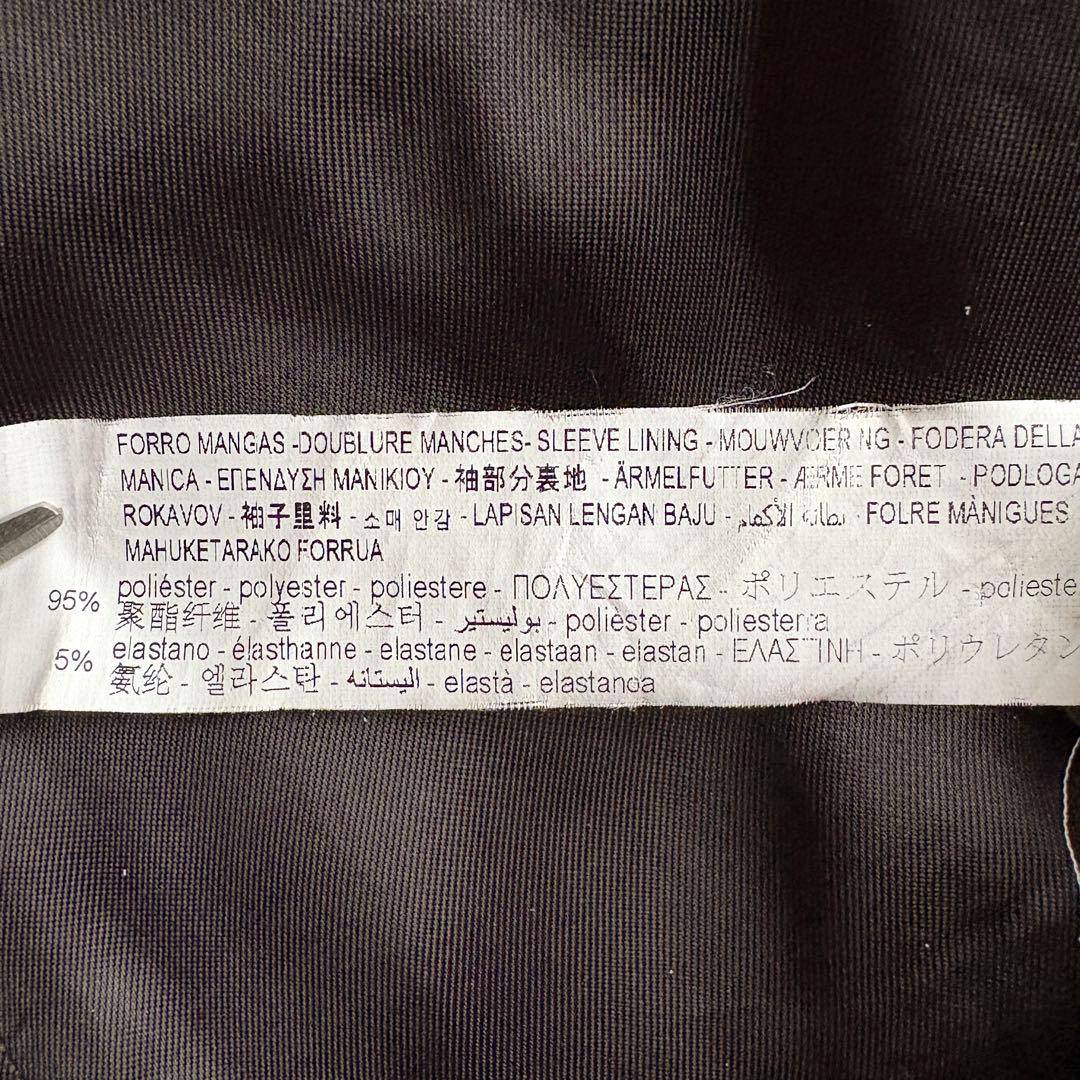 FORRO MANGAS -DOUBLURE MANCHES- SLEEVE LINING - MOUWVOERING - FODERA DELLA
MANICA - ΕΠΕΝΔΥΣΗ ΜΑΝΙΚΙΟΥ - 袖部分裏地 - ÄRMELFUTTER - ÆRME FORET - PODLOGA
ROKAVOV - 袖子里料 - 소매 안감 - LAPISAN LENGAN BAJU - بطانة الأكمام - FOLRE MÀNIGUES
MAHUKETARAKO FORRUA
95% poliéster - polyester - poliestere - ΠΟΛΥΕΣΤΕΡΑΣ - ポリエステル - polieste
聚酯纤维 - 폴리에스터 - بوليستير - polièster - poliesterra
5% elastano - élasthanne - elastane - elastaan - elastan - ΕΛΑΣΤΙΝΗ - ポリウレタン
氨纶 - 엘라스탄 - اليستانه - elastà - elastanoa